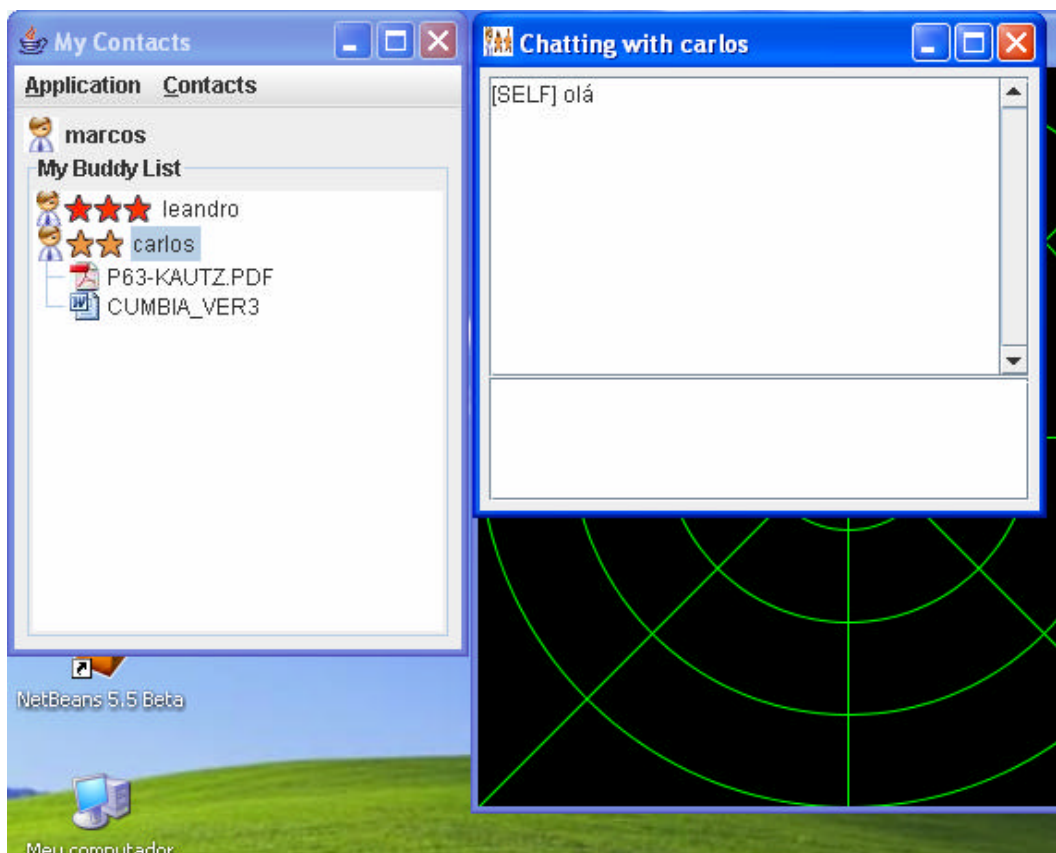 My Contacts
Application Contacts
marcos
My Buddy List
leandro
carlos
P63-KAUTZ.PDF
CUMBIA_VER3
Chatting with carlos
[SELF] olá
NetBeans 5.5 Beta
Meu computador